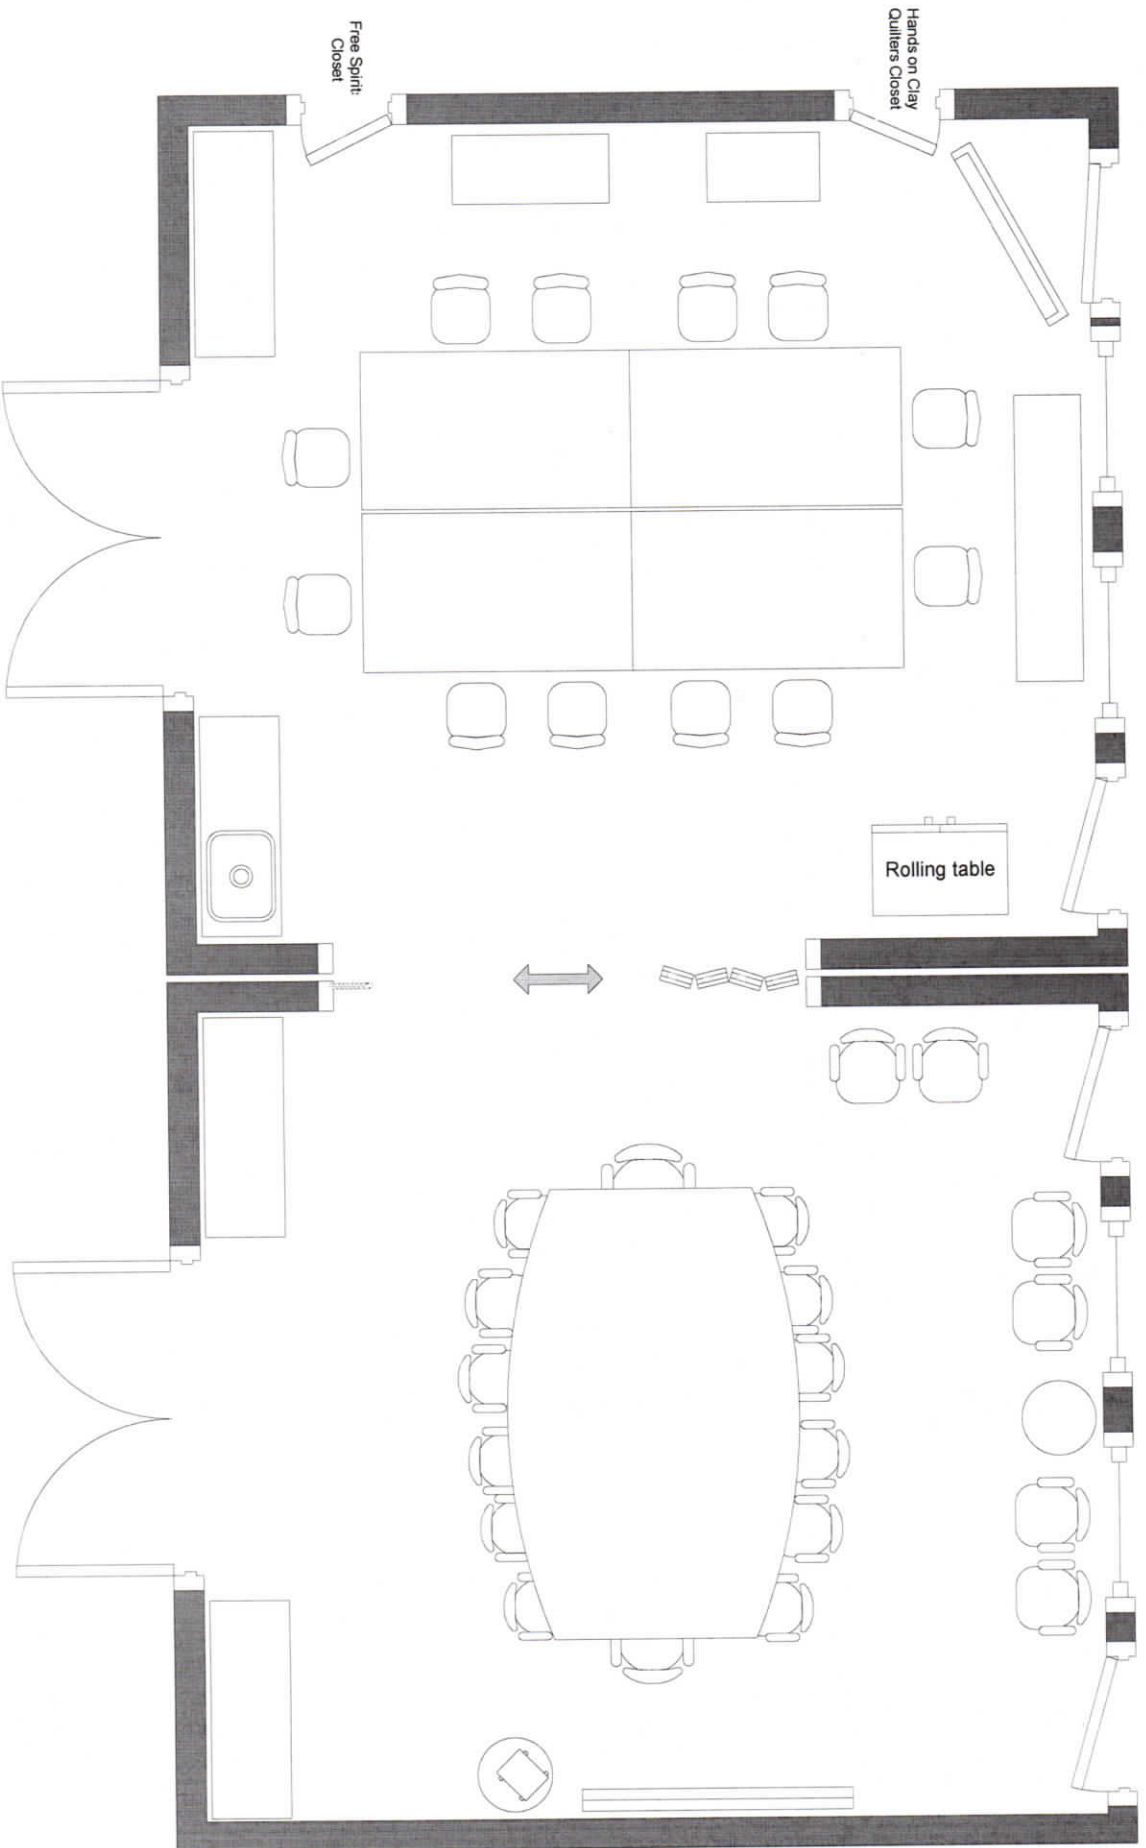 Free Spirit:
Closet
Hands on Clay
Quilters Closet
Rolling table